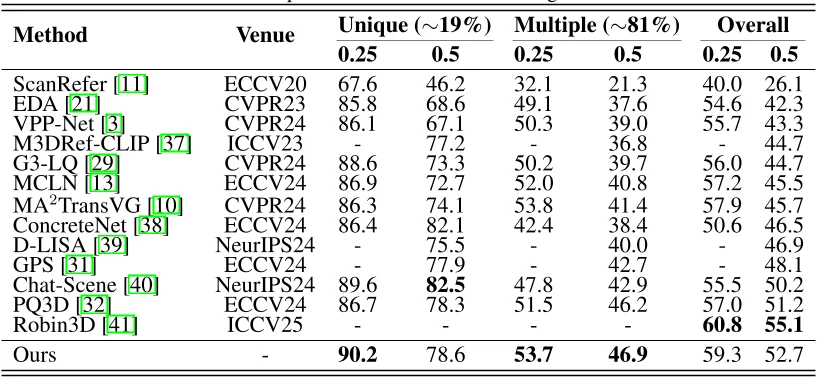 Method Venue Unique (∼19%) Multiple (∼81%) Overall
0.25 0.5 0.25 0.5 0.25 0.5
ScanRefer [11] ECCV20 67.6 46.2 32.1 21.3 40.0 26.1
EDA [21] CVPR23 85.8 68.6 49.1 37.6 54.6 42.3
VPP-Net [3] CVPR24 86.1 67.1 50.3 39.0 55.7 43.3
M3DRef-CLIP [37] ICCV23 - 77.2 - 36.8 - 44.7
G3-LQ [29] CVPR24 88.6 73.3 50.2 39.7 56.0 44.7
MCLN [13] ECCV24 86.9 72.7 52.0 40.8 57.2 45.5
MA²TransVG [10] CVPR24 86.3 74.1 53.8 41.4 57.9 45.7
ConcreteNet [38] ECCV24 86.4 82.1 42.4 38.4 50.6 46.5
D-LISA [39] NeurIPS24 - 75.5 - 40.0 - 46.9
GPS [31] ECCV24 - 77.9 - 42.7 - 48.1
Chat-Scene [40] NeurIPS24 89.6 82.5 47.8 42.9 55.5 50.2
PQ3D [32] ECCV24 86.7 78.3 51.5 46.2 57.0 51.2
Robin3D [41] ICCV25 - - - - 60.8 55.1
Ours - 90.2 78.6 53.7 46.9 59.3 52.7